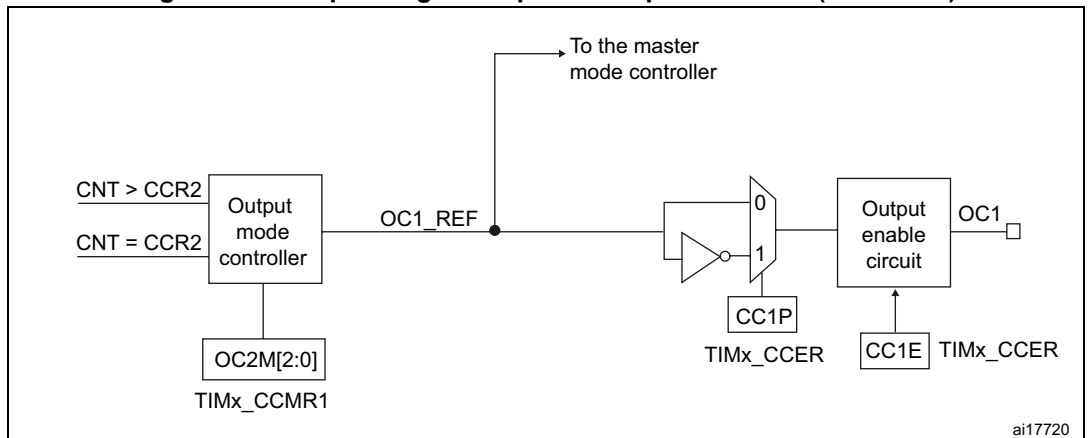 To the master
mode controller
CNT > CCR2
CNT = CCR2
Output
mode
controller
OC1_REF
0
1
Output
enable
circuit
OC1
CC1P
TIMx_CCER
CC1E
TIMx_CCER
OC2M[2:0]
TIMx_CCMR1
ai17720